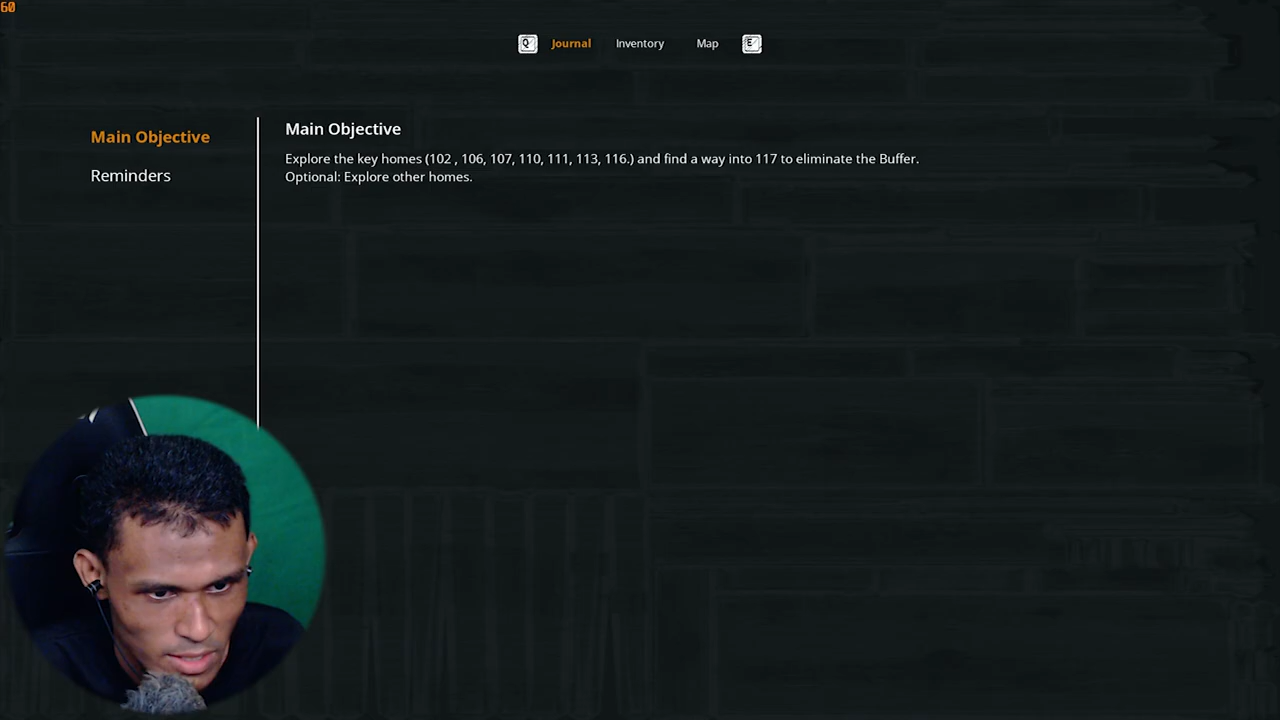 60
Q Journal Inventory Map E
Main Objective
Reminders
Main Objective
Explore the key homes (102 , 106, 107, 110, 111, 113, 116.) and find a way into 117 to eliminate the Buffer.
Optional: Explore other homes.